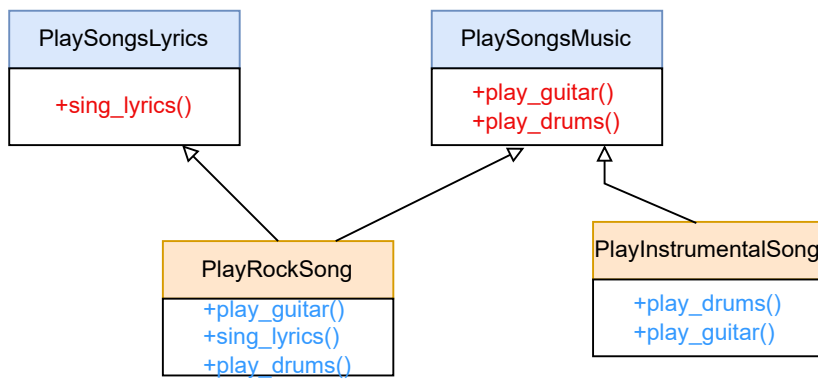 PlaySongsLyrics
+sing_lyrics()
PlaySongsMusic
+play_guitar()
+play_drums()
PlayRockSong
+play_guitar()
+sing_lyrics()
+play_drums()
PlayInstrumentalSong
+play_drums()
+play_guitar()